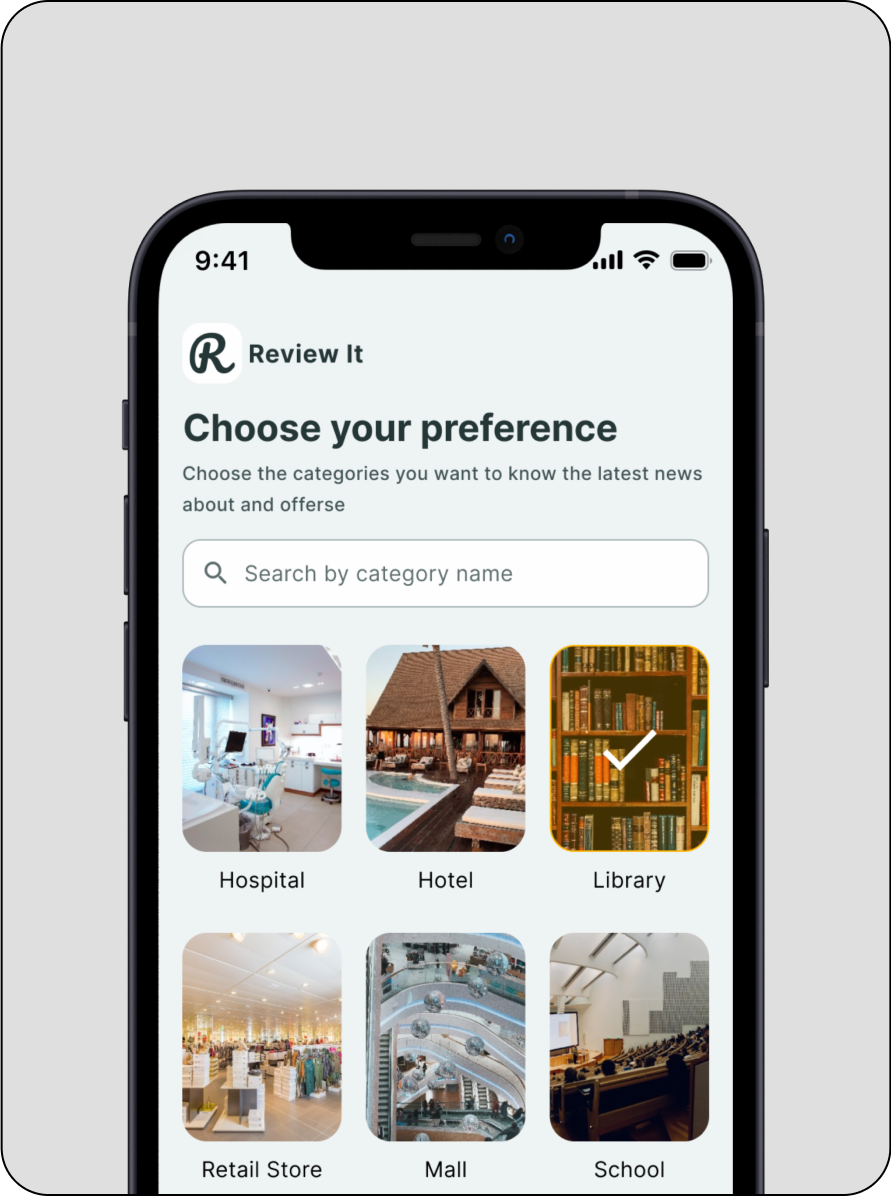 9:41
R Review It
Choose your preference
Choose the categories you want to know the latest news
about and offerse
Search by category name
Hospital Hotel Library
Retail Store Mall School